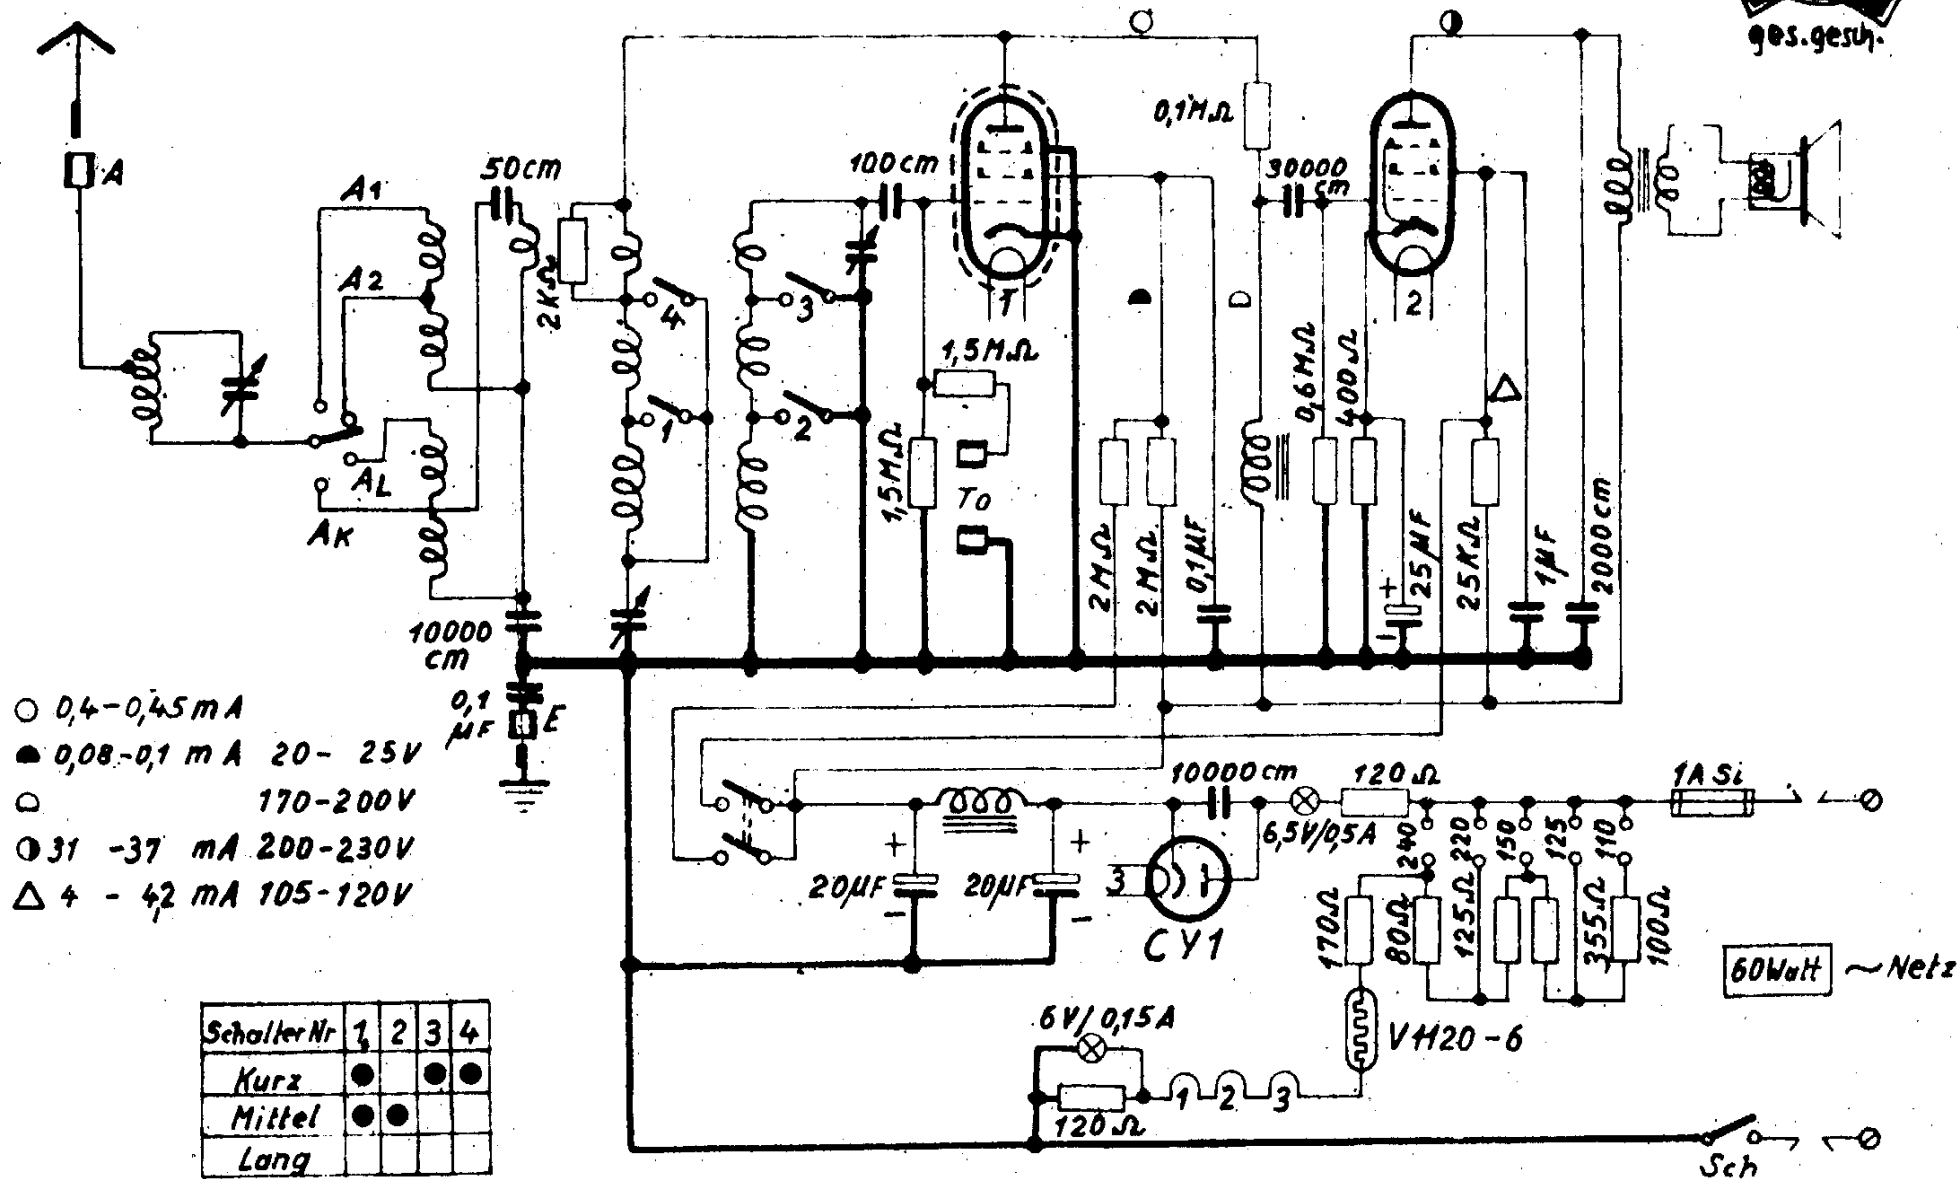 ges.gesch.
A
A1
50cm
100cm
0,1MΩ
30000
cm
A2
2KΩ
4
3
1
2
1,5MΩ
1
2
0,6MΩ
400Ω
AL
AK
1,5MΩ
To
2MΩ
2MΩ
0,1µF
+
25µF
-
25KΩ
1µF
2000cm
10000
cm
0,1
µF
E
0,4-0,45mA
0,08-0,1 mA 20- 25V
170-200V
31 -37 mA 200-230V
4 - 4,2 mA 105-120V
10000cm
120Ω
1A Si
6,5V/0,5A
240
220
150
125
110
+
20µF
-
+
20µF
-
3
CY1
170Ω
80Ω
125Ω
355Ω
100Ω
60Watt ~Netz
Schalter Nr 1 2 3 4
Kurz
Mittel
Lang
6V/0,15A
120Ω
1 2 3
VH20-6
Sch